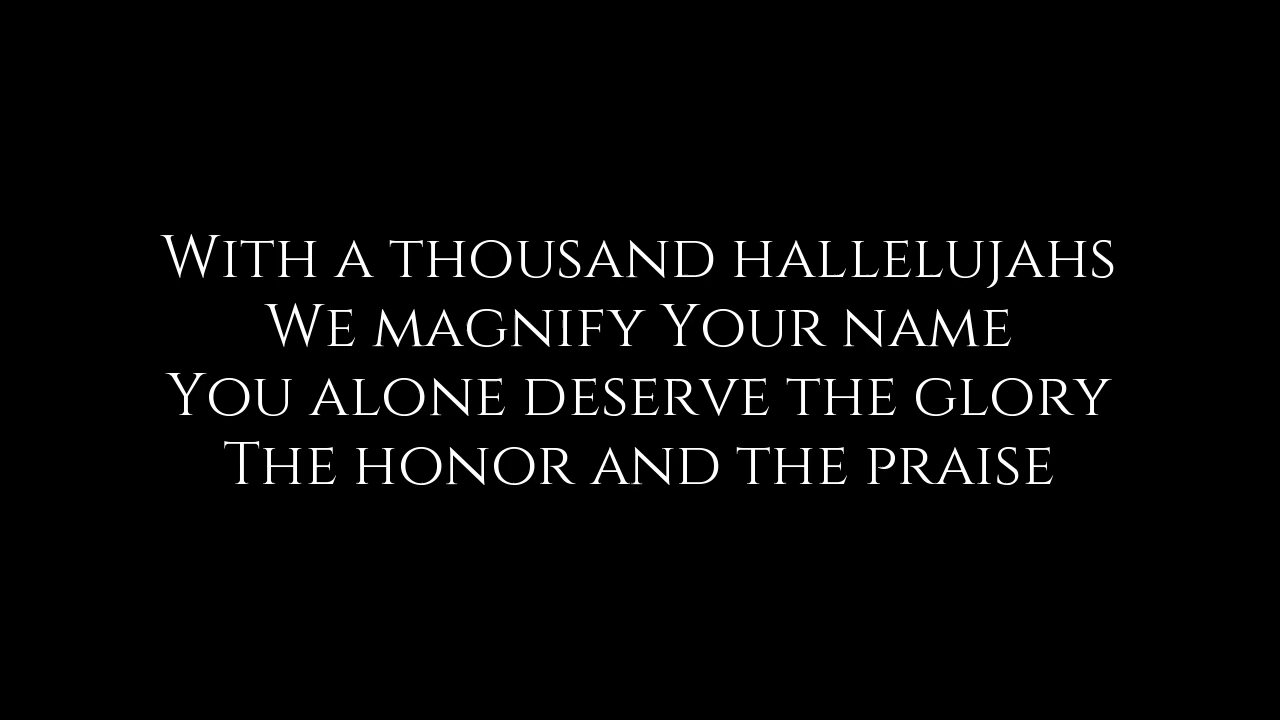 With a thousand hallelujahs
We magnify Your name
You alone deserve the glory
The honor and the praise